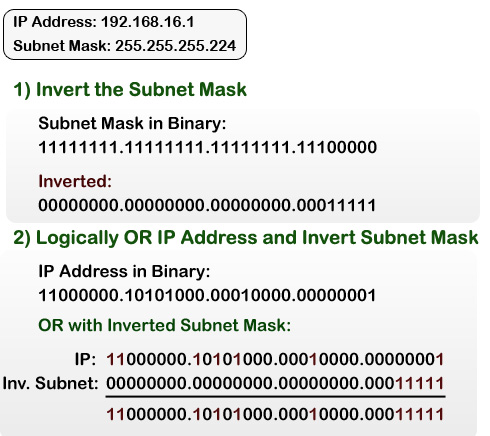 IP Address: 192.168.16.1
Subnet Mask: 255.255.255.224
1) Invert the Subnet Mask
Subnet Mask in Binary:
11111111.11111111.11111111.11100000
Inverted:
00000000.00000000.00000000.00011111
2) Logically OR IP Address and Invert Subnet Mask
IP Address in Binary:
11000000.10101000.00010000.00000001
OR with Inverted Subnet Mask:
IP: 11000000.10101000.00010000.00000001
Inv. Subnet: 00000000.00000000.00000000.00011111
11000000.10101000.00010000.00011111